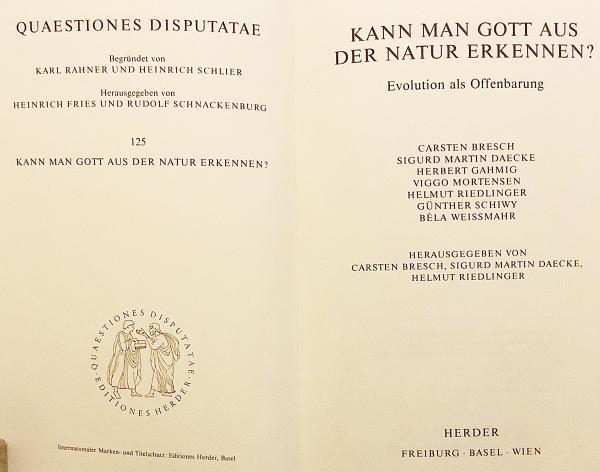 QUAESTIONES DISPUTATAE
Begründet von
KARL RAHNER UND HEINRICH SCHLIER
Herausgegeben von
HEINRICH FRIES UND RUDOLF SCHNACKENBURG
125
KANN MAN GOTT AUS DER NATUR ERKENNEN?
QUAESTIONES DISPUTATAE · EDITIONES HERDER ·
Internationaler Marken- und Titelschutz: Editiones Herder, Basel
KANN MAN GOTT AUS
DER NATUR ERKENNEN?
Evolution als Offenbarung
CARSTEN BRESCH
SIGURD MARTIN DAECKE
HERBERT GAHMIG
VIGGO MORTENSEN
HELMUT RIEDLINGER
GÜNTHER SCHIWY
BÉLA WEISSMAHR
HERAUSGEGEBEN VON
CARSTEN BRESCH, SIGURD MARTIN DAECKE,
HELMUT RIEDLINGER
HERDER
FREIBURG · BASEL · WIEN